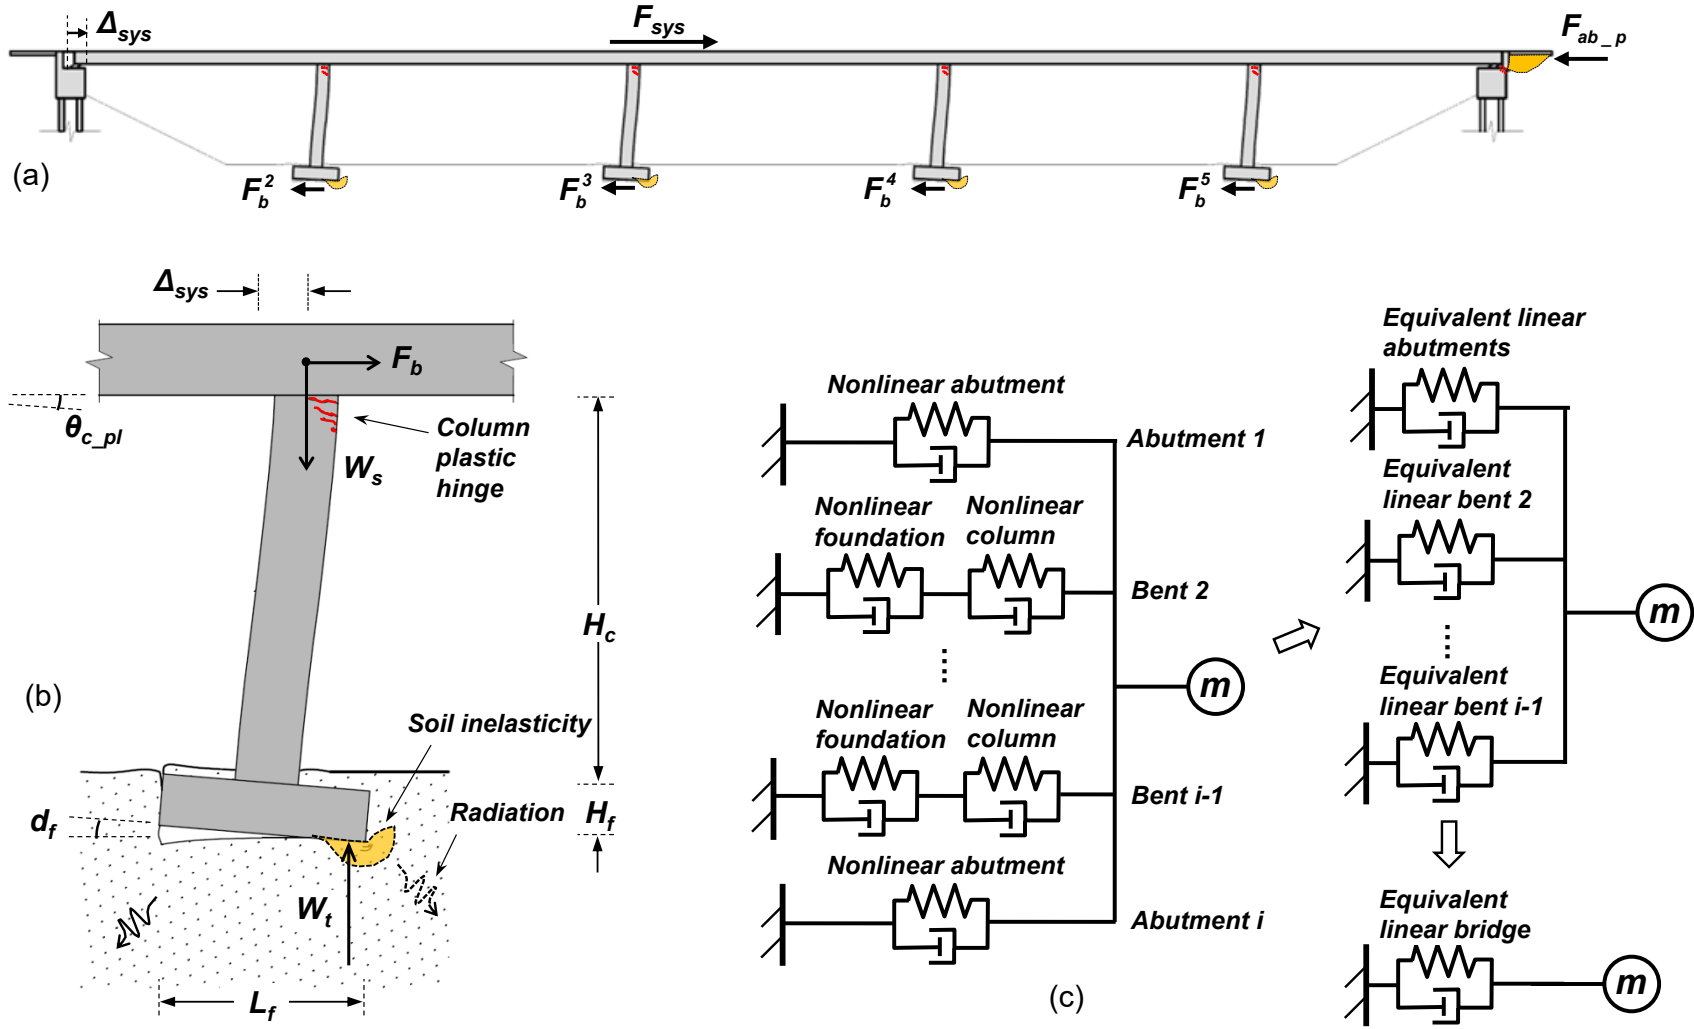 Δsys
Fsys
Fab_p
(a)
Fb2
Fb3
Fb4
Fb5
Δsys
Fb
θc_pl
Column
plastic
hinge
Ws
Hc
(b)
Soil inelasticity
Radiation
df
Hf
Wt
Lf
Nonlinear abutment
Abutment 1
Nonlinear
foundation
Nonlinear
column
Bent 2
m
Nonlinear
foundation
Nonlinear
column
Bent i-1
Nonlinear abutment
Abutment i
(c)
Equivalent linear
abutments
Equivalent
linear bent 2
m
Equivalent
linear bent i-1
Equivalent
linear bridge
m